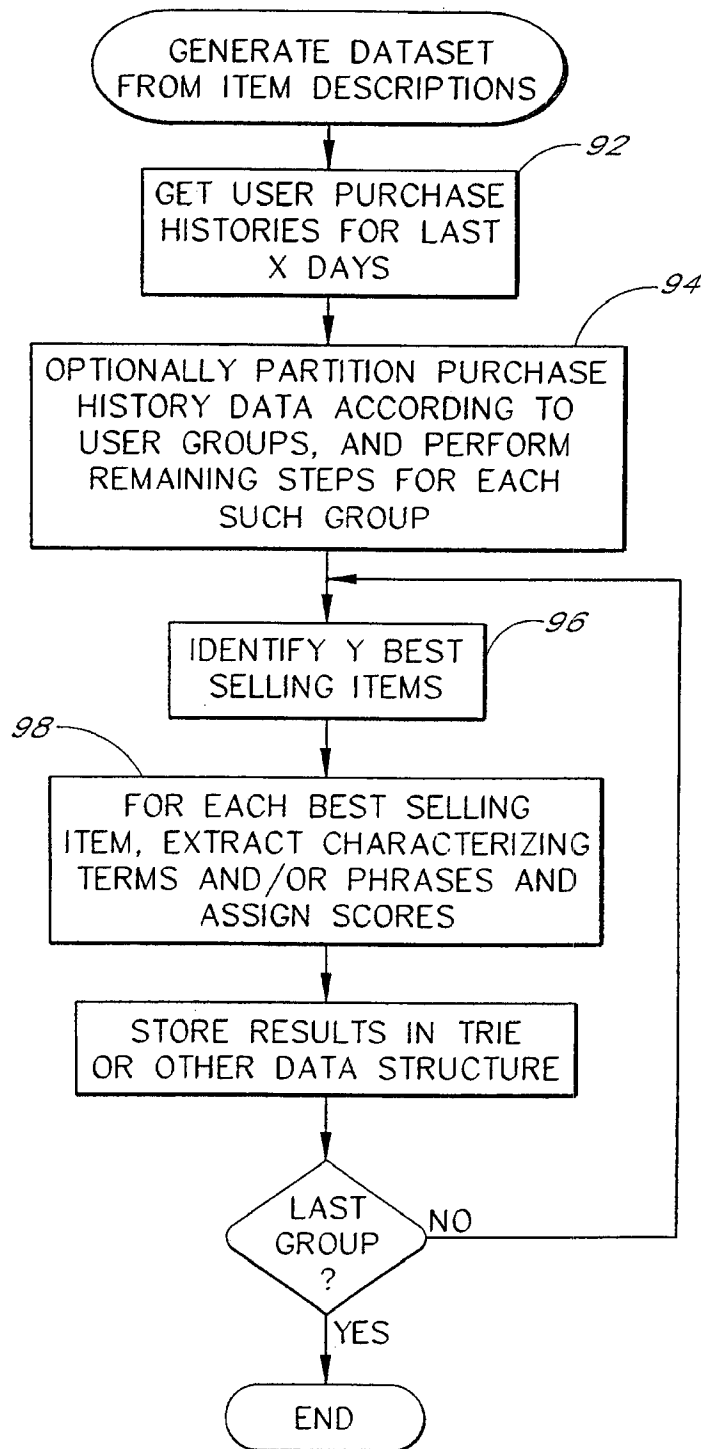 GENERATE DATASET
FROM ITEM DESCRIPTIONS
92
GET USER PURCHASE
HISTORIES FOR LAST
X DAYS
94
OPTIONALLY PARTITION PURCHASE
HISTORY DATA ACCORDING TO
USER GROUPS, AND PERFORM
REMAINING STEPS FOR EACH
SUCH GROUP
96
IDENTIFY Y BEST
SELLING ITEMS
98
FOR EACH BEST SELLING
ITEM, EXTRACT CHARACTERIZING
TERMS AND/OR PHRASES AND
ASSIGN SCORES
STORE RESULTS IN TRIE
OR OTHER DATA STRUCTURE
LAST
GROUP
?
NO
YES
END